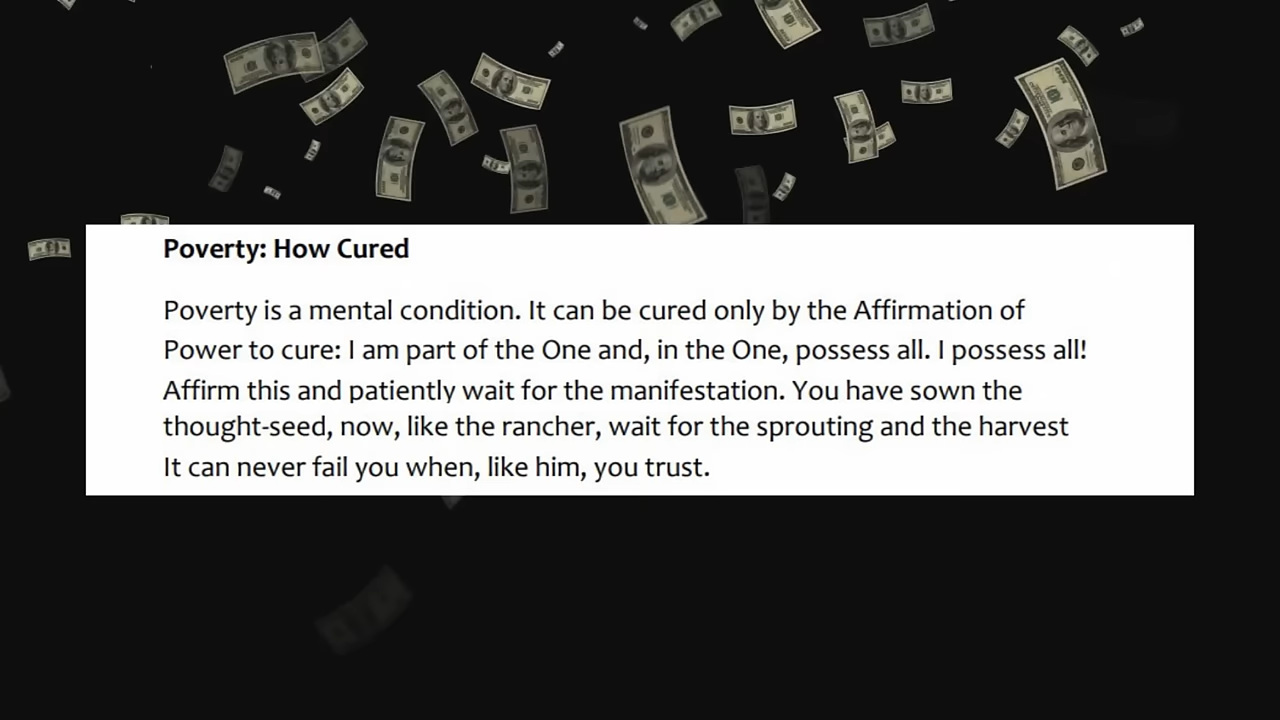 Poverty: How Cured
Poverty is a mental condition. It can be cured only by the Affirmation of
Power to cure: I am part of the One and, in the One, possess all. I possess all!
Affirm this and patiently wait for the manifestation. You have sown the
thought-seed, now, like the rancher, wait for the sprouting and the harvest
It can never fail you when, like him, you trust.